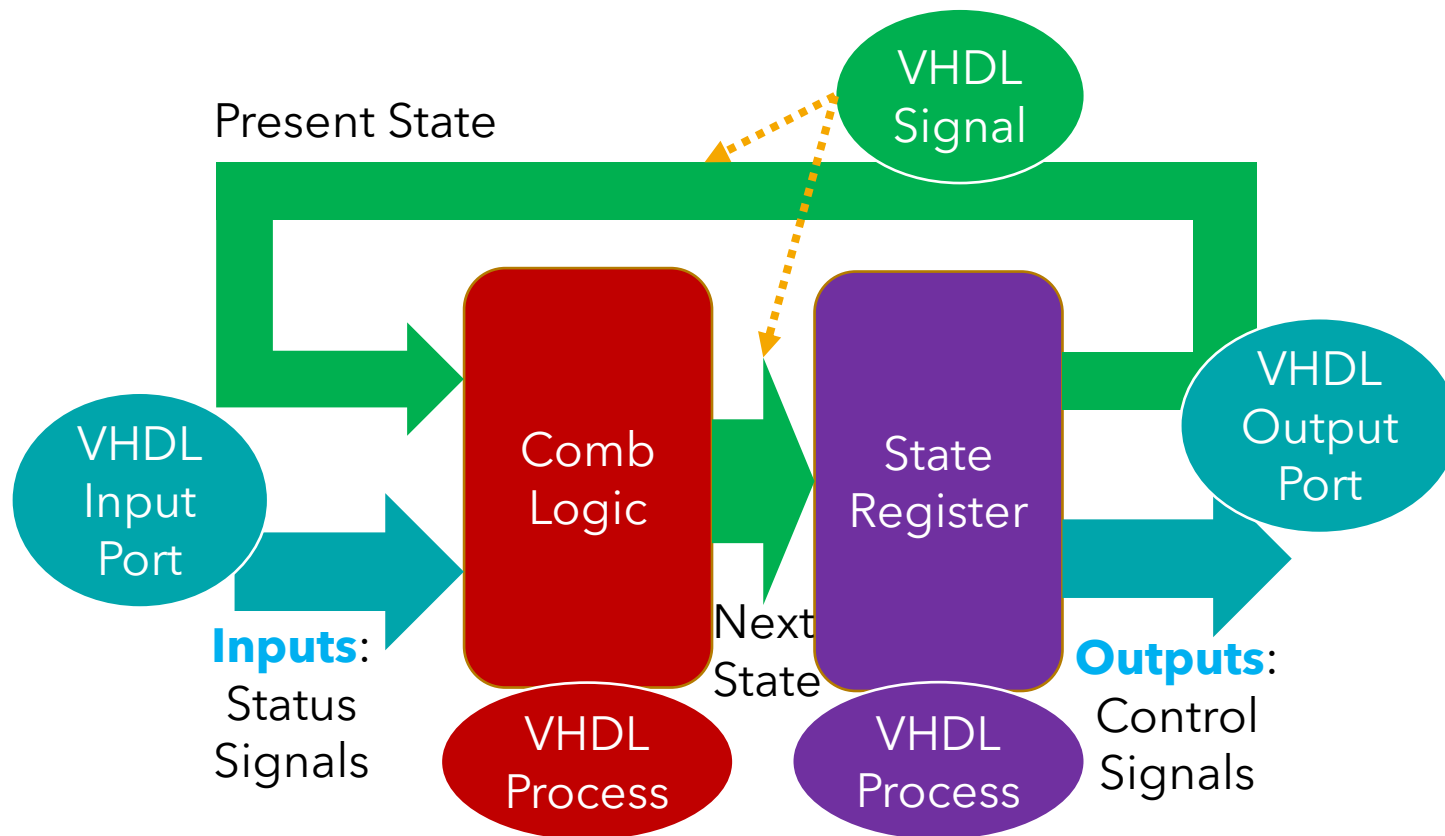 VHDL
Signal
Present State
VHDL
Input
Port
Comb
Logic
State
Register
VHDL
Output
Port
Next
State
Inputs:
Status
Signals
Outputs:
Control
Signals
VHDL
Process
VHDL
Process